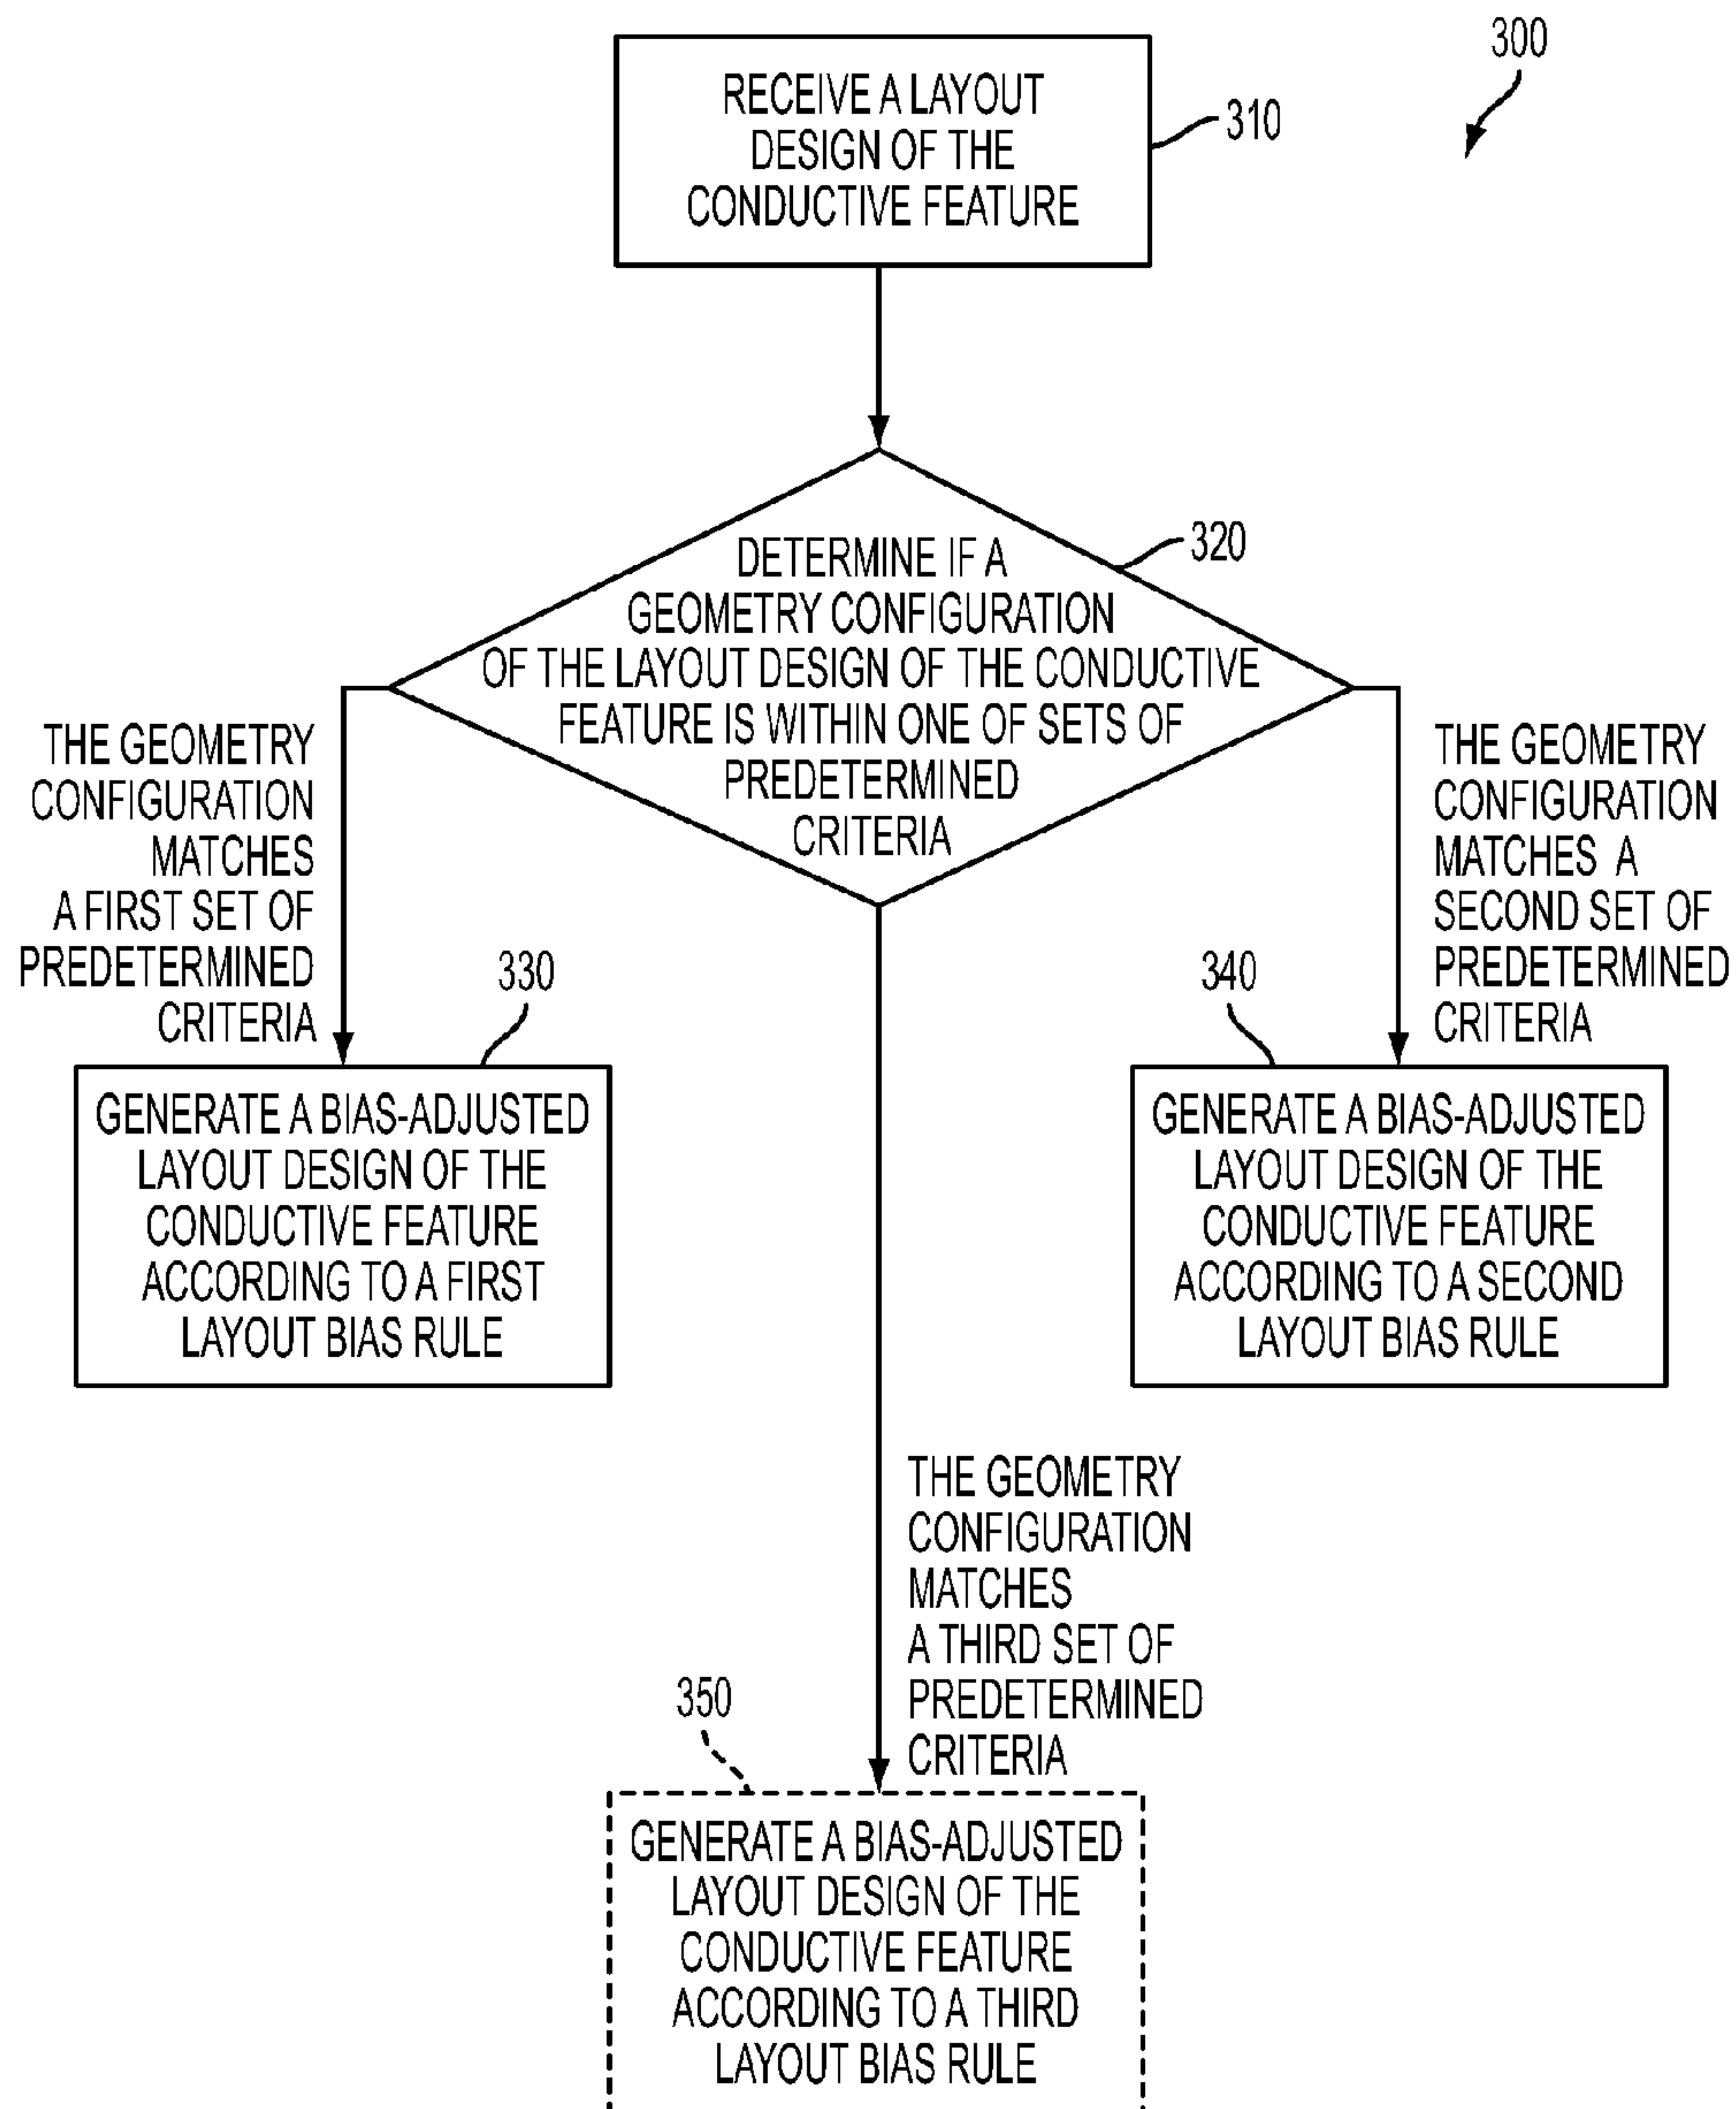 300
RECEIVE A LAYOUT
DESIGN OF THE
CONDUCTIVE FEATURE
310
DETERMINE IF A
GEOMETRY CONFIGURATION
OF THE LAYOUT DESIGN OF THE CONDUCTIVE
FEATURE IS WITHIN ONE OF SETS OF
PREDETERMINED
CRITERIA
320
THE GEOMETRY
CONFIGURATION
MATCHES
A FIRST SET OF
PREDETERMINED
CRITERIA
THE GEOMETRY
CONFIGURATION
MATCHES A
SECOND SET OF
PREDETERMINED
CRITERIA
330
GENERATE A BIAS-ADJUSTED
LAYOUT DESIGN OF THE
CONDUCTIVE FEATURE
ACCORDING TO A FIRST
LAYOUT BIAS RULE
340
GENERATE A BIAS-ADJUSTED
LAYOUT DESIGN OF THE
CONDUCTIVE FEATURE
ACCORDING TO A SECOND
LAYOUT BIAS RULE
THE GEOMETRY
CONFIGURATION
MATCHES
A THIRD SET OF
PREDETERMINED
CRITERIA
350
GENERATE A BIAS-ADJUSTED
LAYOUT DESIGN OF THE
CONDUCTIVE FEATURE
ACCORDING TO A THIRD
LAYOUT BIAS RULE